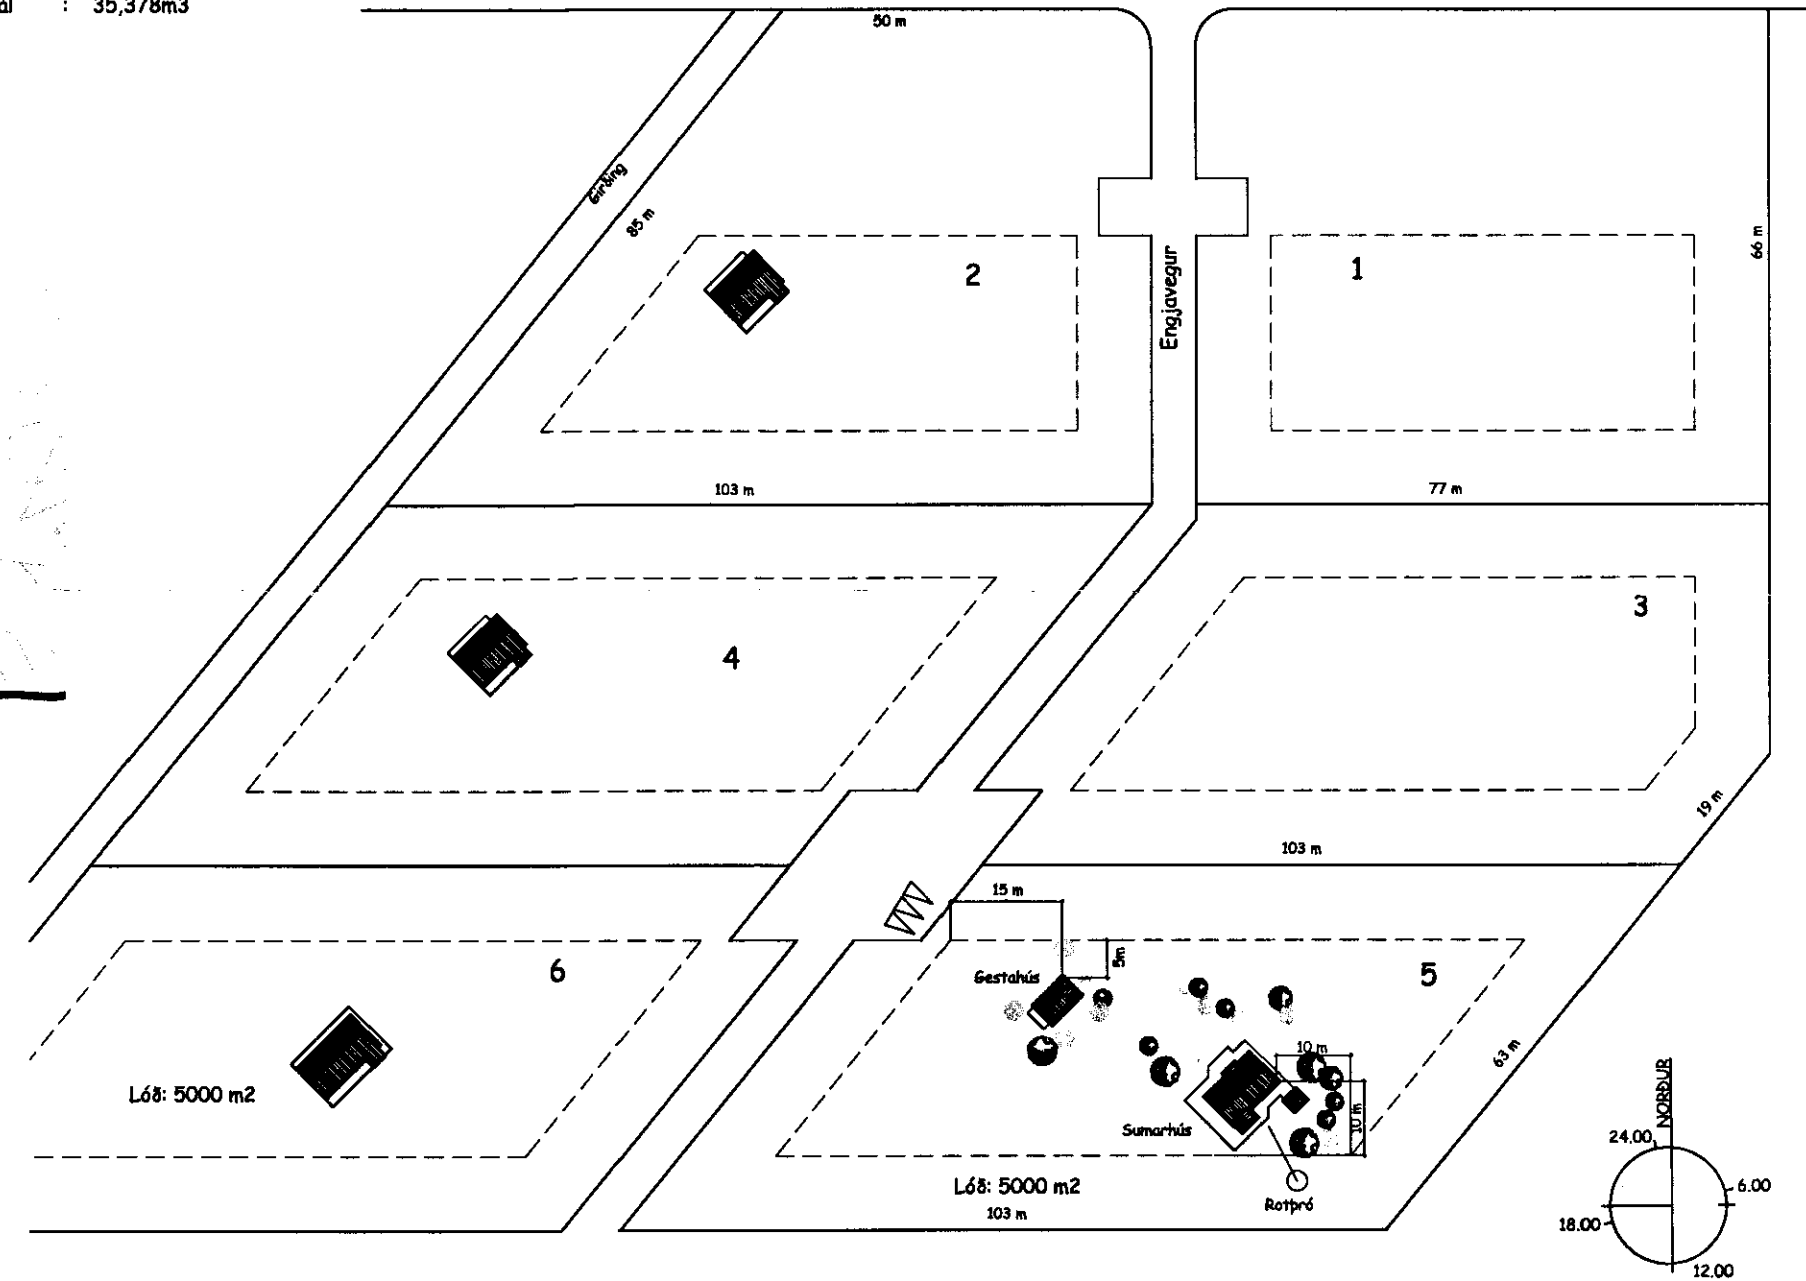 : 35,378m3
50 m
Girðing
85 m
66 m
2
1
Engjavegur
103 m
77 m
3
4
19 m
103 m
15 m
5m
6
Gestahús
5
10 m
63 m
Lóð: 5000 m2
10 m
Sumarhús
NORÐUR
24.00
Lóð: 5000 m2
6.00
Rotþró
103 m
18.00
12.00